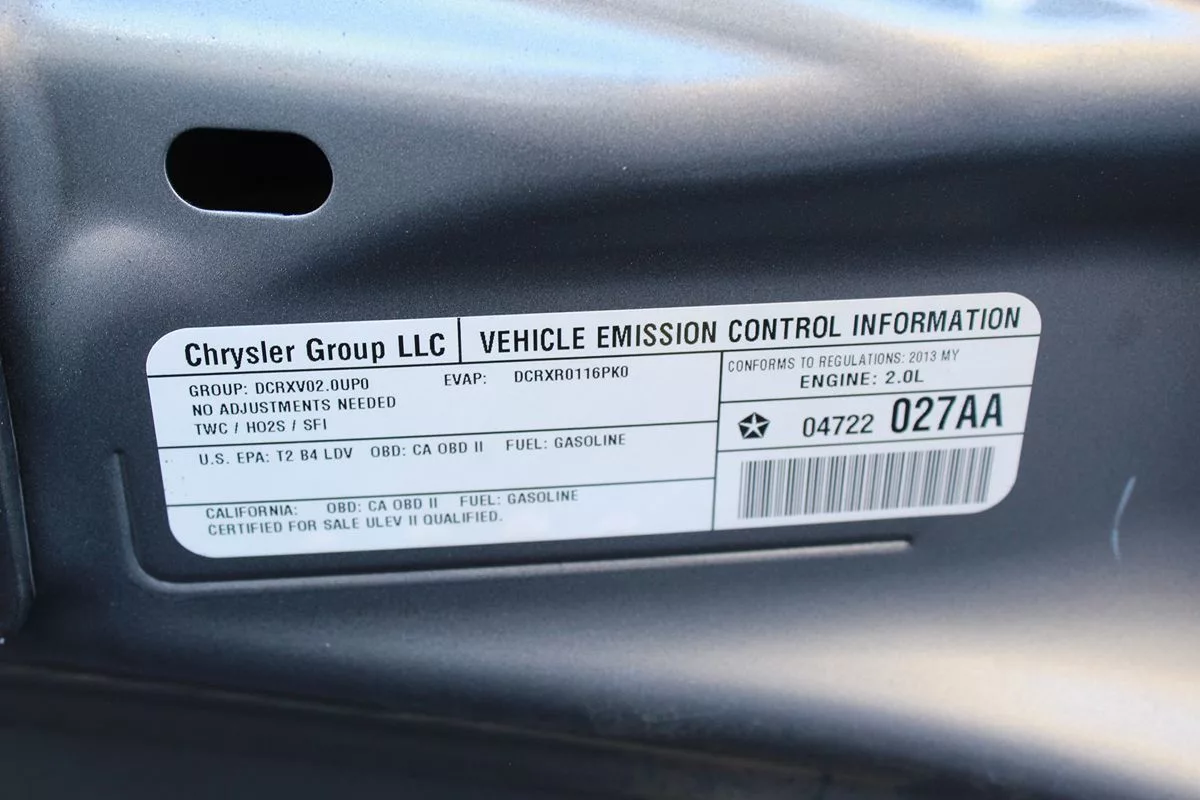 Chrysler Group LLC
VEHICLE EMISSION CONTROL INFORMATION
GROUP: DCRXV02.0UP0 EVAP: DCRXR0116PK0
NO ADJUSTMENTS NEEDED
TWC / HO2S / SFI
CONFORMS TO REGULATIONS: 2013 MY
ENGINE: 2.0L
04722 027AA
U.S. EPA: T2 B4 LDV OBD: CA OBD II FUEL: GASOLINE
CALIFORNIA: OBD: CA OBD II FUEL: GASOLINE
CERTIFIED FOR SALE ULEV II QUALIFIED.